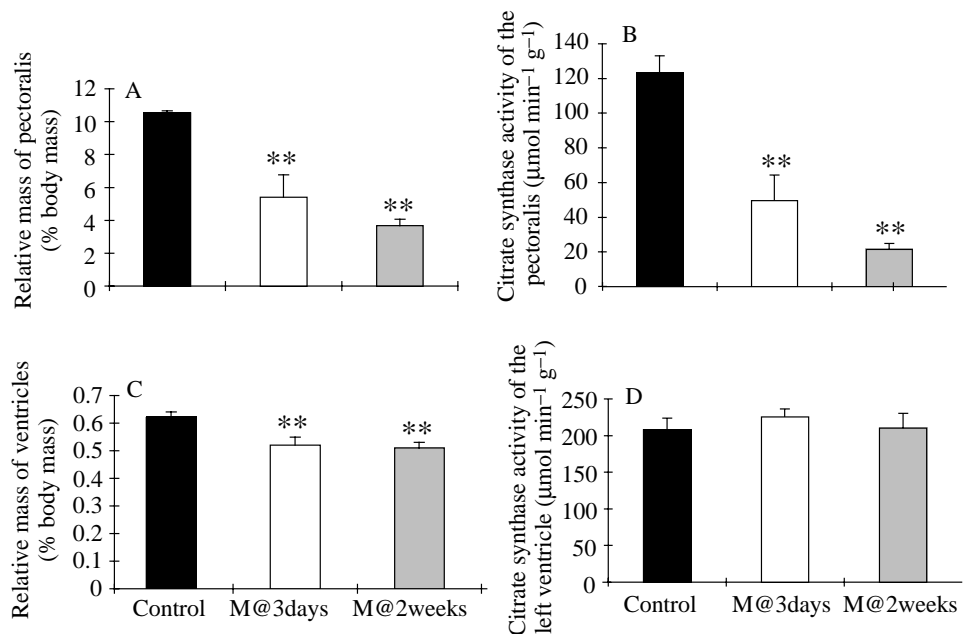 A
Relative mass of pectoralis
(% body mass)
12
10
8
6
4
2
0
**
**
B
Citrate synthase activity of the
pectoralis (μmol min−1 g−1)
140
120
100
80
60
40
20
0
**
**
C
Relative mass of ventricles
(% body mass)
0.7
0.6
0.5
0.4
0.3
0.2
0.1
0
**
**
Control M@3days M@2weeks
D
Citrate synthase activity of the
left ventricle (μmol min−1 g−1)
250
200
150
100
50
0
Control M@3days M@2weeks